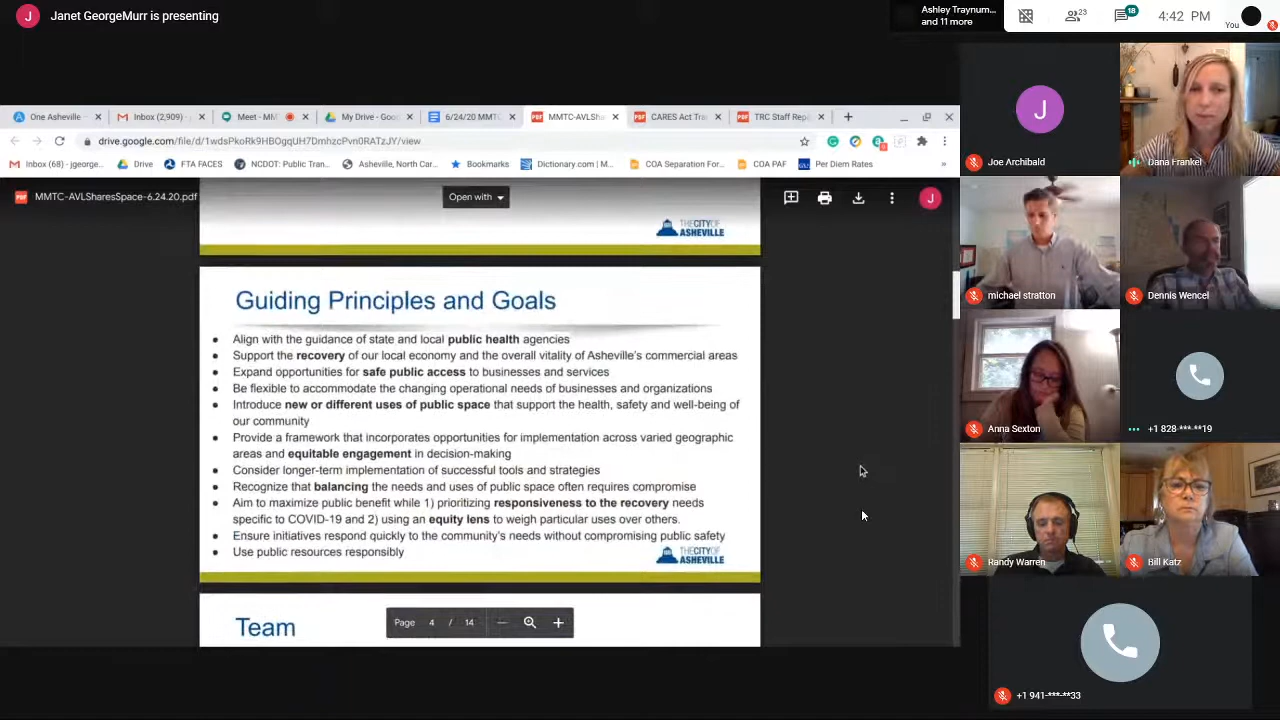 Janet GeorgeMurr is presenting
Ashley Traynum...
and 11 more
23
18
4:42 PM
You
One Asheville
Inbox (2,909)
Meet - MM
My Drive - Goo
6/24/20 MMTC
MMTC-AVLSha
CARES Act Tra
TRC Staff Rep
drive.google.com/file/d/1wdsPkoRk9HBOgqUH7DmhzcPvn0RATzJY/view
Inbox (68) - jgeorge...
Drive
FTA FACES
NCDOT: Public Tran...
Asheville, North Car...
Bookmarks
Dictionary.com | M...
COA Separation For...
COA PAF
Per Diem Rates
MMTC-AVLSharesSpace-6.24.20.pdf
Open with
J
THE CITY OF
ASHEVILLE
Guiding Principles and Goals
Align with the guidance of state and local public health agencies
Support the recovery of our local economy and the overall vitality of Asheville's commercial areas
Expand opportunities for safe public access to businesses and services
Be flexible to accommodate the changing operational needs of businesses and organizations
Introduce new or different uses of public space that support the health, safety and well-being of
our community
Provide a framework that incorporates opportunities for implementation across varied geographic
areas and equitable engagement in decision-making
Consider longer-term implementation of successful tools and strategies
Recognize that balancing the needs and uses of public space often requires compromise
Aim to maximize public benefit while 1) prioritizing responsiveness to the recovery needs
specific to COVID-19 and 2) using an equity lens to weigh particular uses over others.
Ensure initiatives respond quickly to the community's needs without compromising public safety
Use public resources responsibly
THE CITY OF
ASHEVILLE
Team
Page 4 / 14
J
Joe Archibald
Dana Frankel
michael stratton
Dennis Wencel
Anna Sexton
+1 828-***-**19
Randy Warren
Bill Katz
+1 941-***-**33